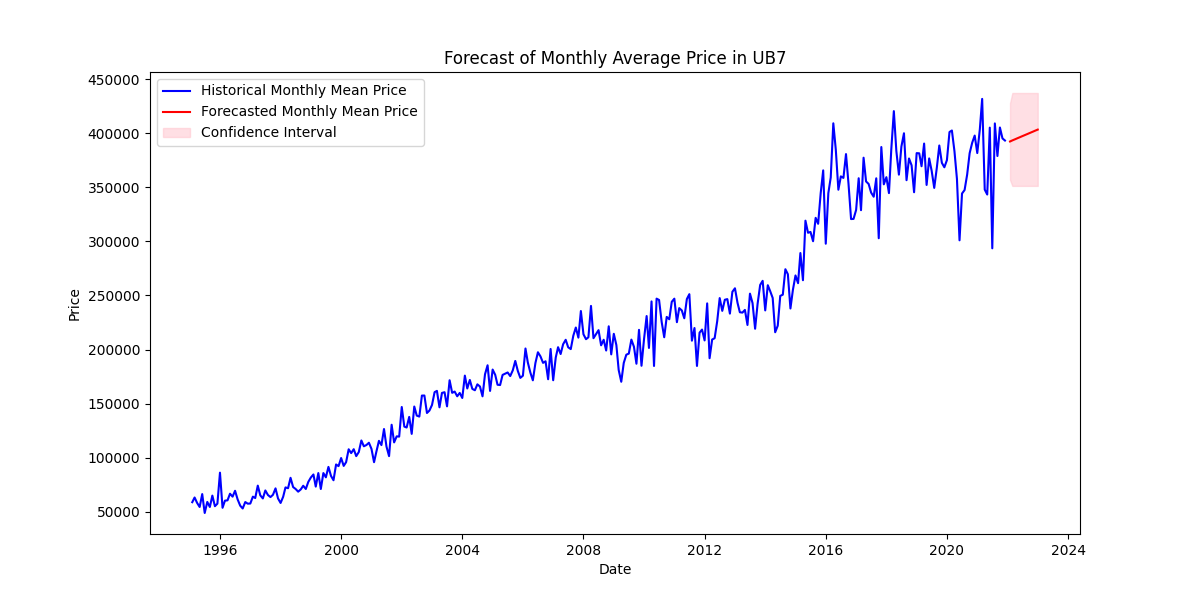 Forecast of Monthly Average Price in UB7
Historical Monthly Mean Price
Forecasted Monthly Mean Price
Confidence Interval
450000
400000
350000
300000
250000
200000
150000
100000
50000
Price
1996 2000 2004 2008 2012 2016 2020 2024
Date